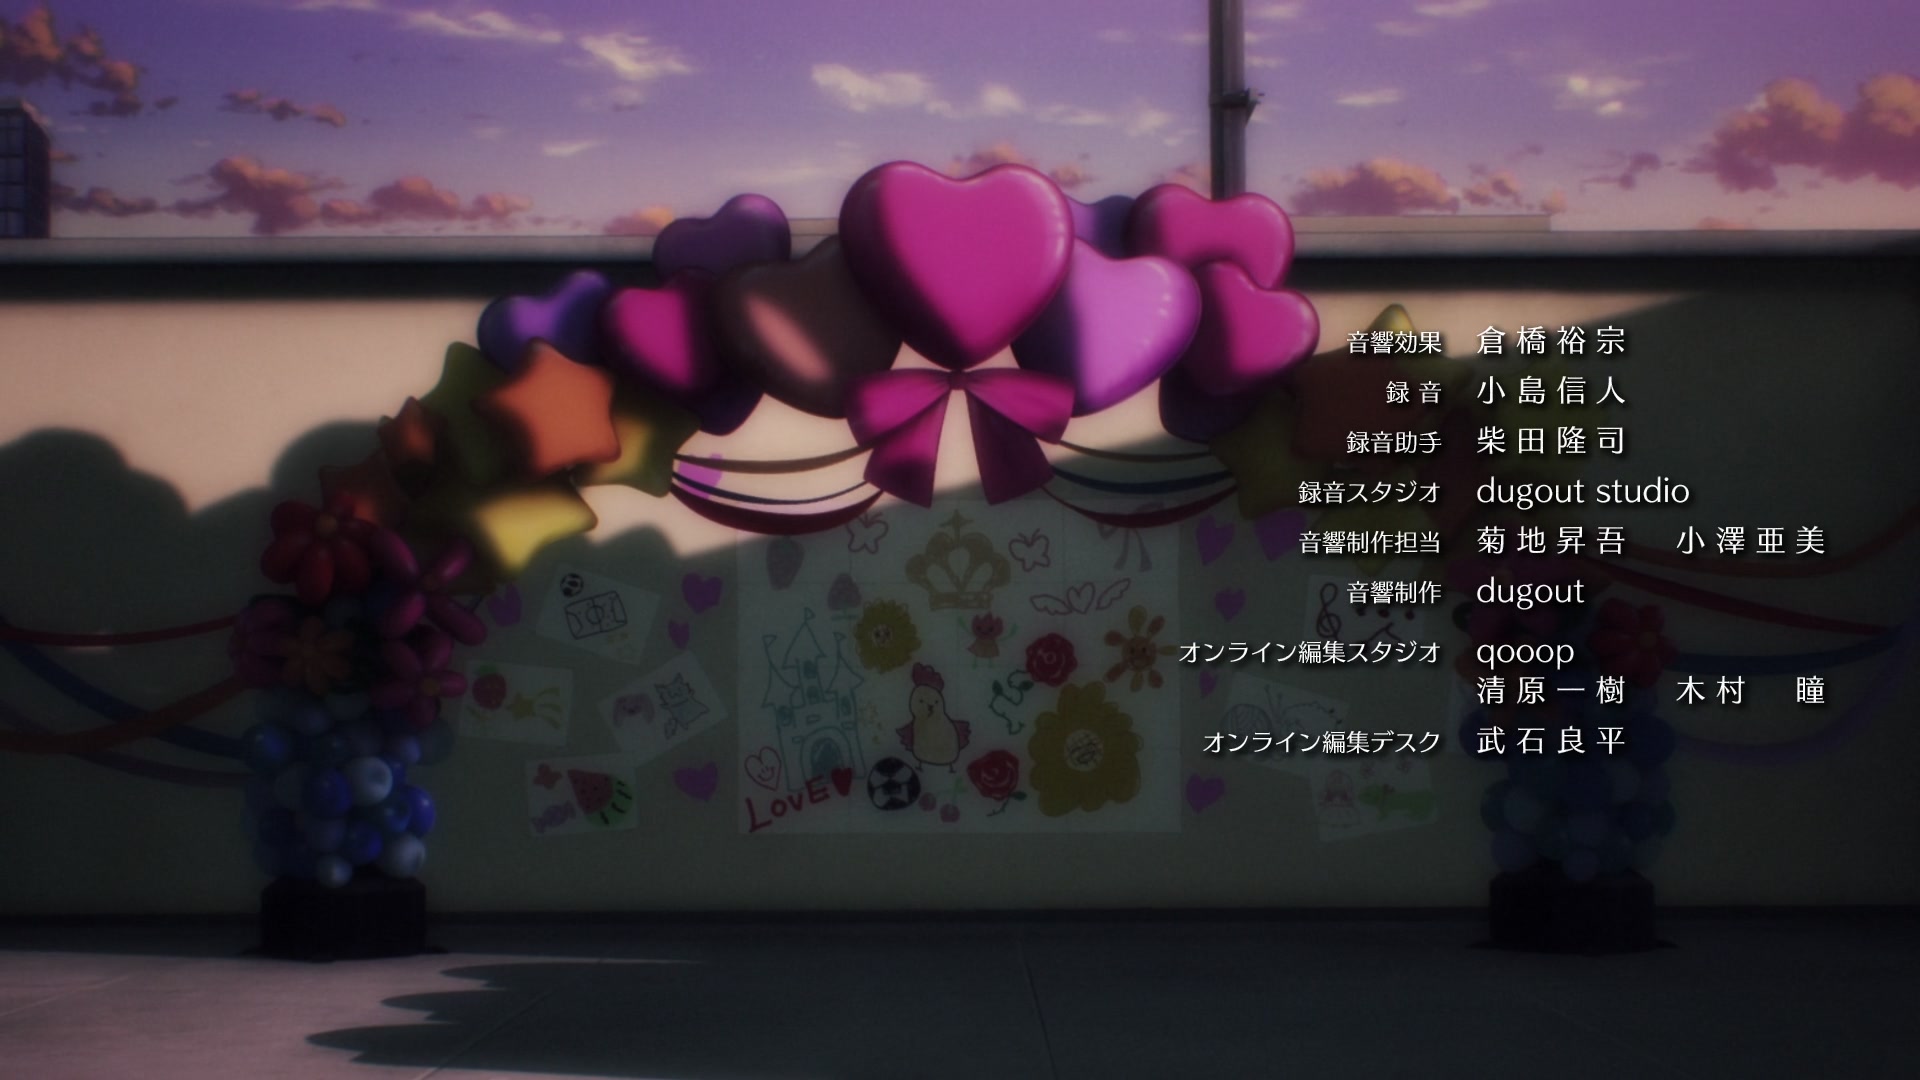 音響効果 倉橋裕宗
録音 小島信人
録音助手 柴田隆司
録音スタジオ dugout studio
音響制作担当 菊地昇吾 小澤亜美
音響制作 dugout
オンライン編集スタジオ qooop
清原一樹 木村 瞳
オンライン編集デスク 武石良平
LOVE